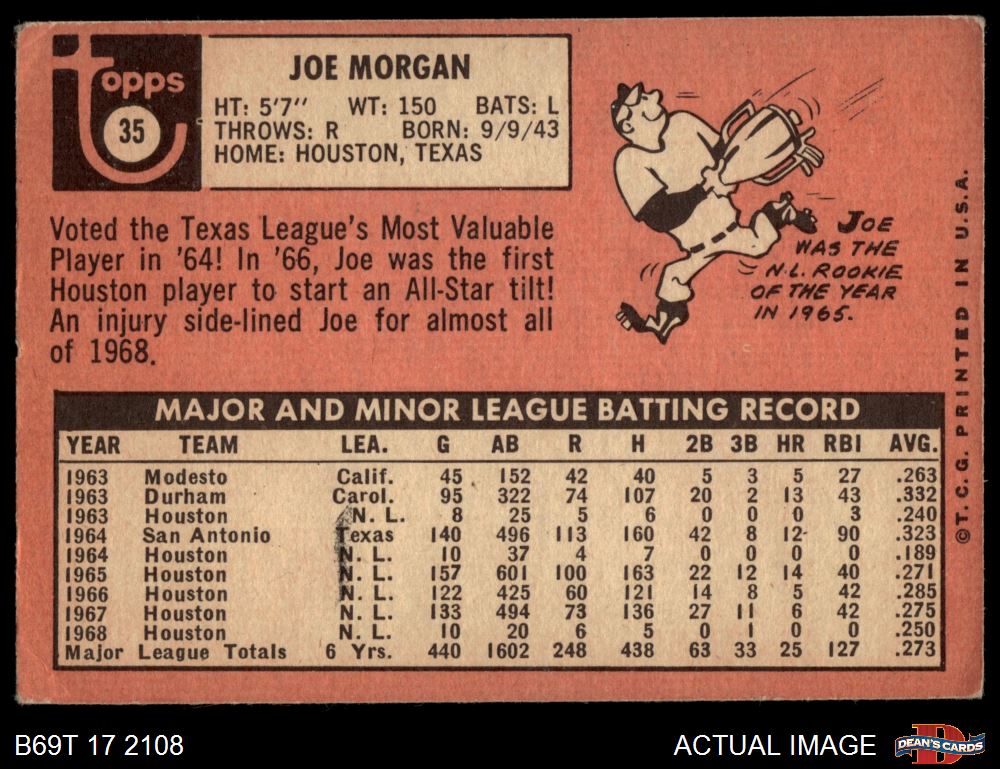 topps
35
JOE MORGAN
HT: 5'7" WT: 150 BATS: L
THROWS: R BORN: 9/9/43
HOME: HOUSTON, TEXAS
Voted the Texas League's Most Valuable
Player in '64! In '66, Joe was the first
Houston player to start an All-Star tilt!
An injury side-lined Joe for almost all
of 1968.
JOE
WAS THE
N.L. ROOKIE
OF THE YEAR
IN 1965.
©T.C.G. PRINTED IN U.S.A.
MAJOR AND MINOR LEAGUE BATTING RECORD
YEAR TEAM LEA. G AB R H 2B 3B HR RBI AVG.
1963 Modesto Calif. 45 152 42 40 5 3 5 27 .263
1963 Durham Carol. 95 322 74 107 20 2 13 43 .332
1963 Houston N. L. 8 25 5 6 0 0 0 3 .240
1964 San Antonio Texas 140 496 113 160 42 8 12 90 .323
1964 Houston N. L. 10 37 4 7 0 0 0 0 .189
1965 Houston N. L. 157 601 100 163 22 12 14 40 .271
1966 Houston N. L. 122 425 60 121 14 8 5 42 .285
1967 Houston N. L. 133 494 73 136 27 11 6 42 .275
1968 Houston N. L. 10 20 6 5 0 1 0 0 .250
Major League Totals 6 Yrs. 440 1602 248 438 63 33 25 127 .273
B69T 17 2108
ACTUAL IMAGE
D
DEAN'S CARDS